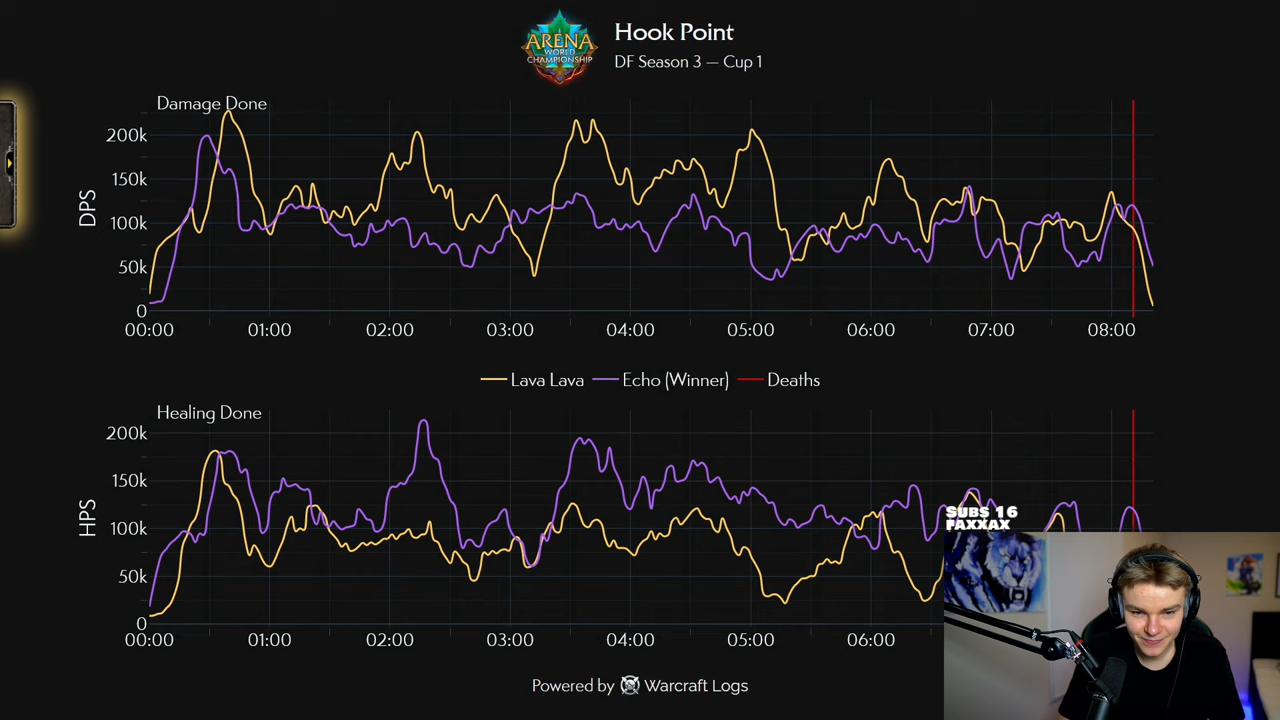 ARENA
WORLD
CHAMPIONSHIP
Hook Point
DF Season 3 — Cup 1
Damage Done
DPS
200k
150k
100k
50k
0
00:00 01:00 02:00 03:00 04:00 05:00 06:00 07:00 08:00
Lava Lava Echo (Winner) Deaths
Healing Done
HPS
200k
150k
100k
50k
0
00:00 01:00 02:00 03:00 04:00 05:00 06:00
SUBS 16
FAXXAX
Powered by Warcraft Logs